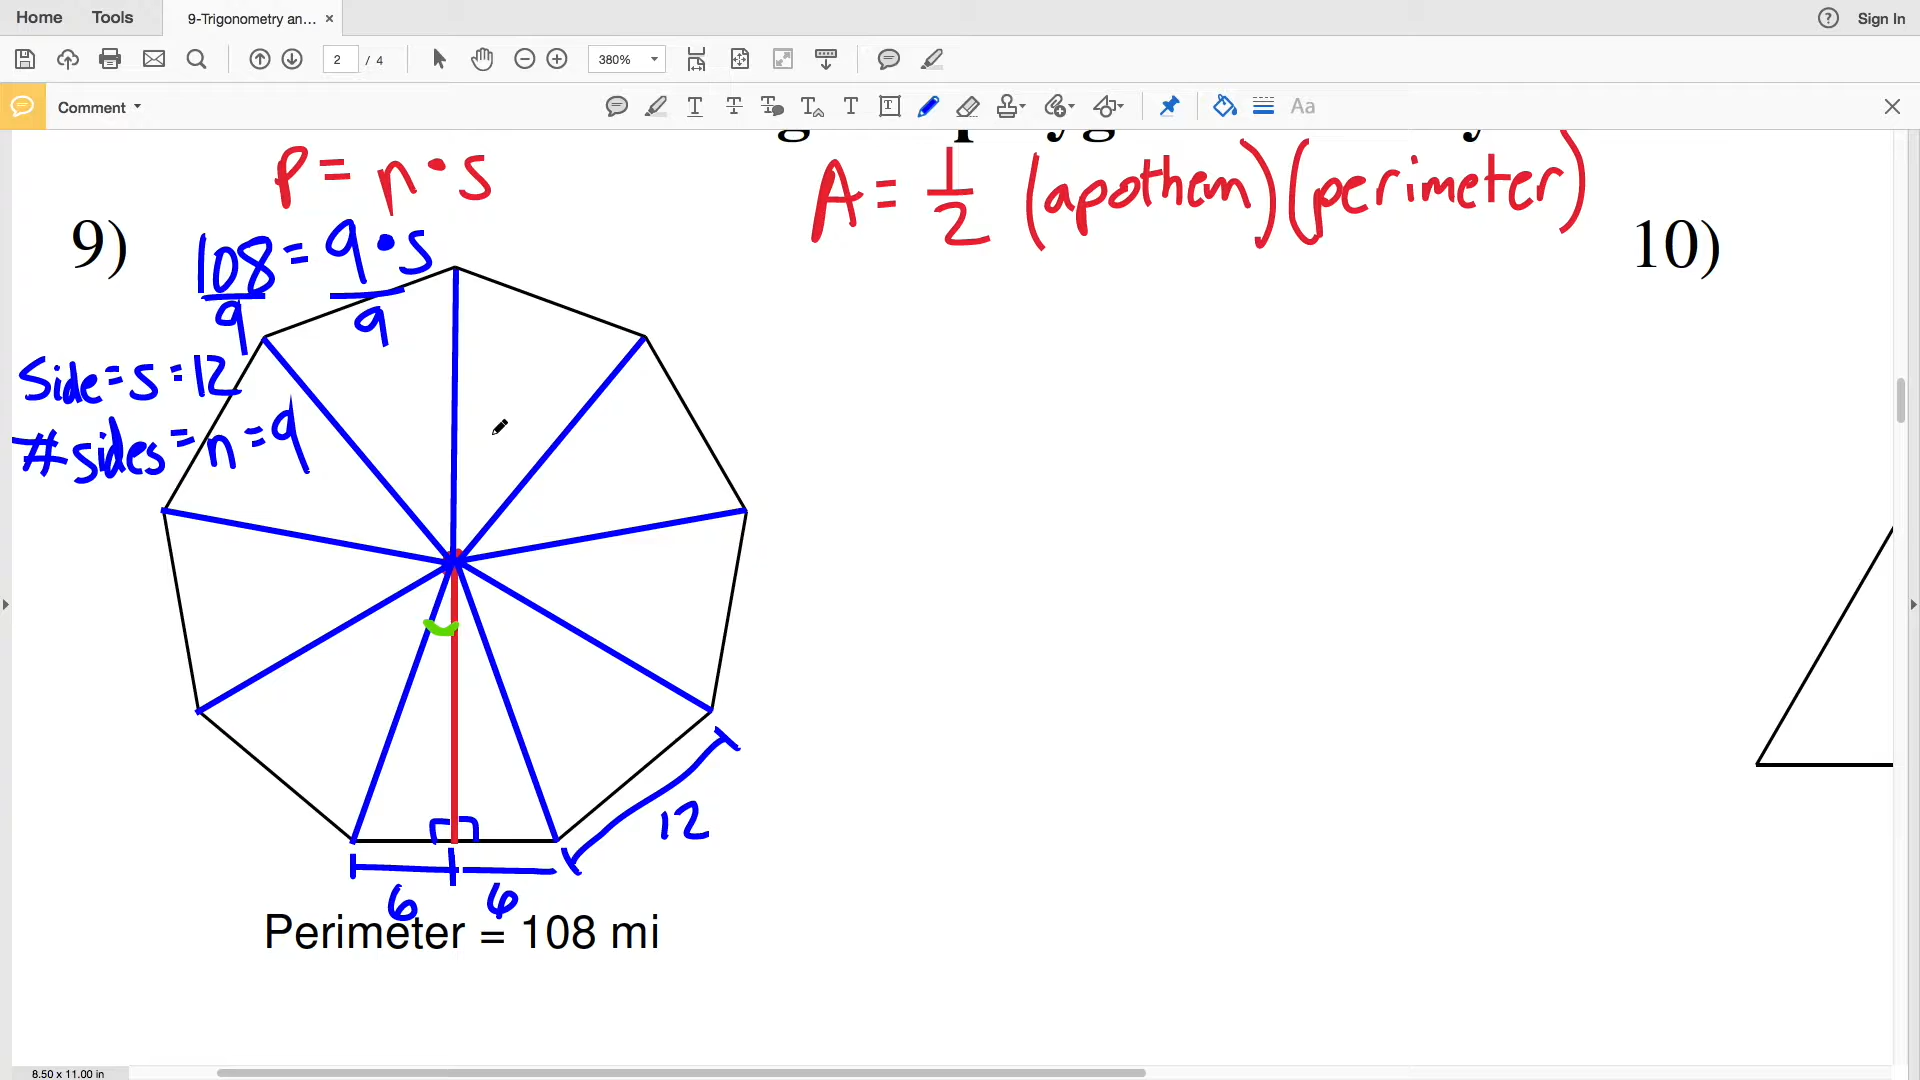 Home Tools 9-Trigonometry an... × Sign In
2 / 4 380%
Comment Aa
P = n • s
A = 1/2 (apothem)(perimeter)
9)
10)
108 = 9 • s
9 9
Side = s = 12
# sides = n = 9
12
6 6
Perimeter = 108 mi
8.50 x 11.00 in